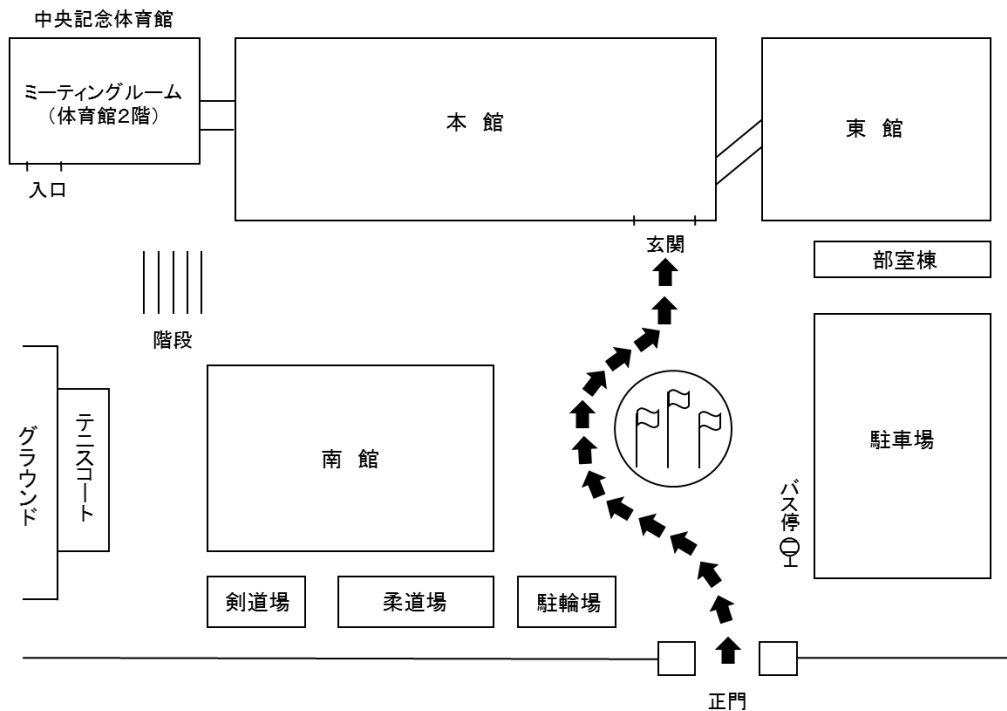 中央記念体育館
ミーティングルーム
(体育館2階)
本 館
東 館
入口
玄関
部室棟
階段
グラウンド
テニスコート
南 館
駐車場
バス停
剣道場
柔道場
駐輪場
正門